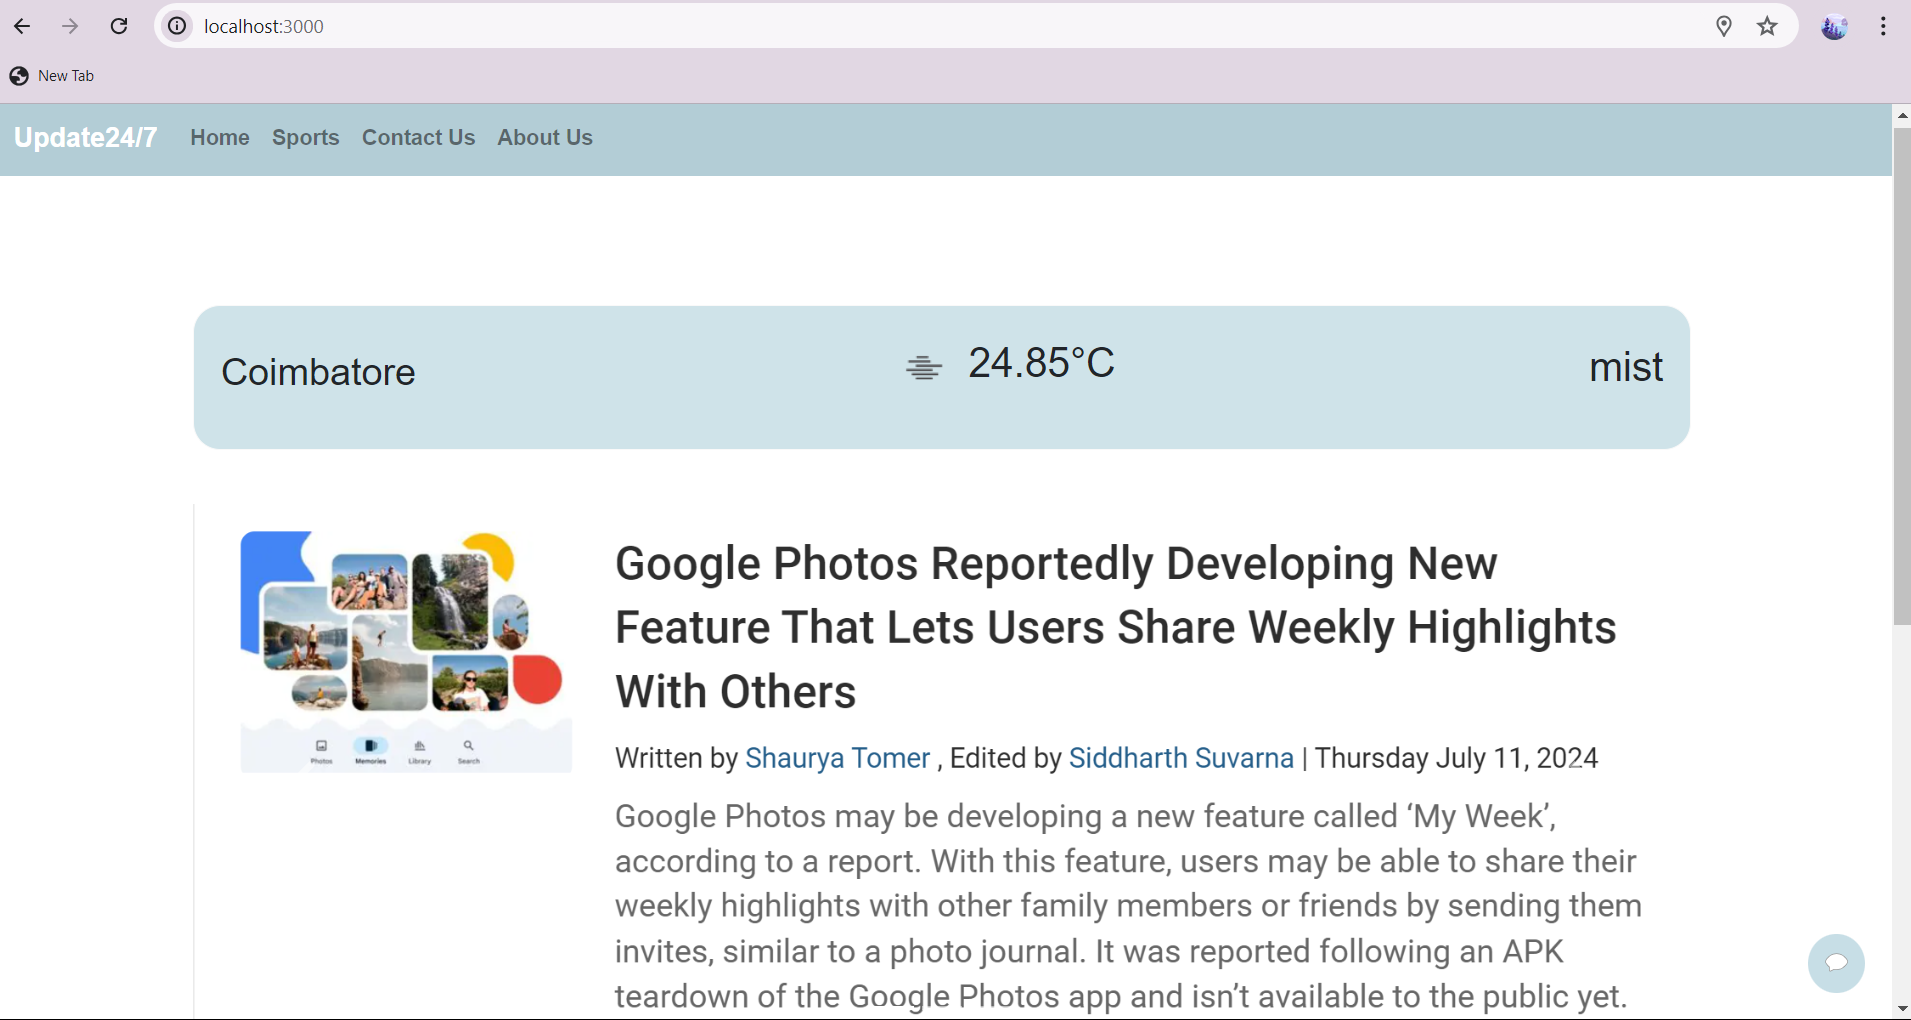 localhost:3000
New Tab
Update24/7 Home Sports Contact Us About Us
Coimbatore 24.85°C mist
Google Photos Reportedly Developing New
Feature That Lets Users Share Weekly Highlights
With Others
Written by Shaurya Tomer , Edited by Siddharth Suvarna | Thursday July 11, 2024
Google Photos may be developing a new feature called ‘My Week’,
according to a report. With this feature, users may be able to share their
weekly highlights with other family members or friends by sending them
invites, similar to a photo journal. It was reported following an APK
teardown of the Google Photos app and isn’t available to the public yet.
Photos Memories Library Search